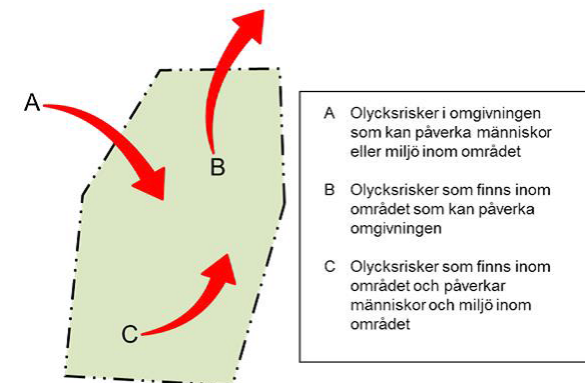 A
B
C
A Olycksrisker i omgivningen
som kan påverka människor
eller miljö inom området
B Olycksrisker som finns inom
området som kan påverka
omgivningen
C Olycksrisker som finns inom
området och påverkar
människor och miljö inom
området